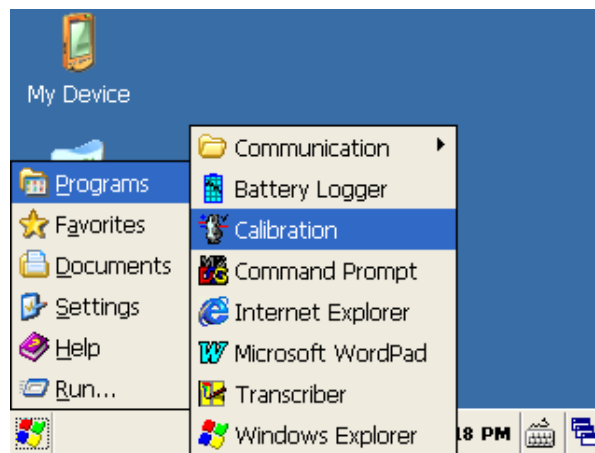 My Device
Programs
Favorites
Documents
Settings
Help
Run...
Communication
Battery Logger
Calibration
Command Prompt
Internet Explorer
Microsoft WordPad
Transcriber
Windows Explorer
18 PM